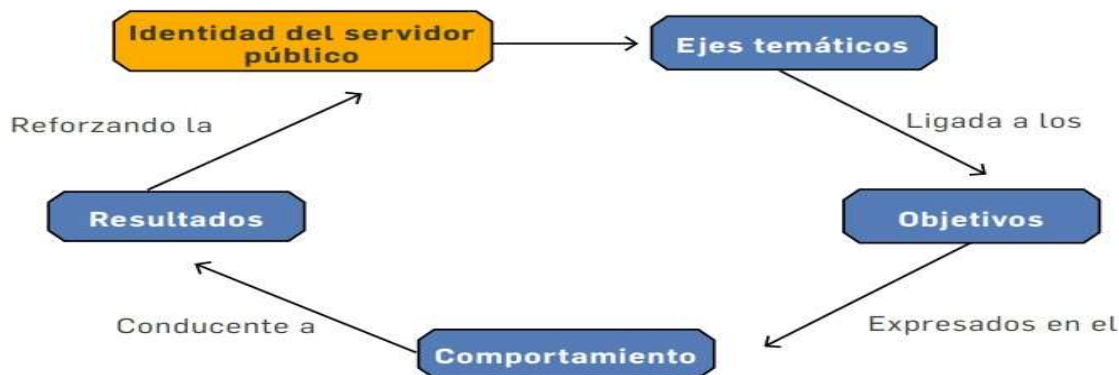 Identidad del servidor
público
Ejes temáticos
Reforzando la
Ligada a los
Resultados
Objetivos
Conducente a
Expresados en el
Comportamiento